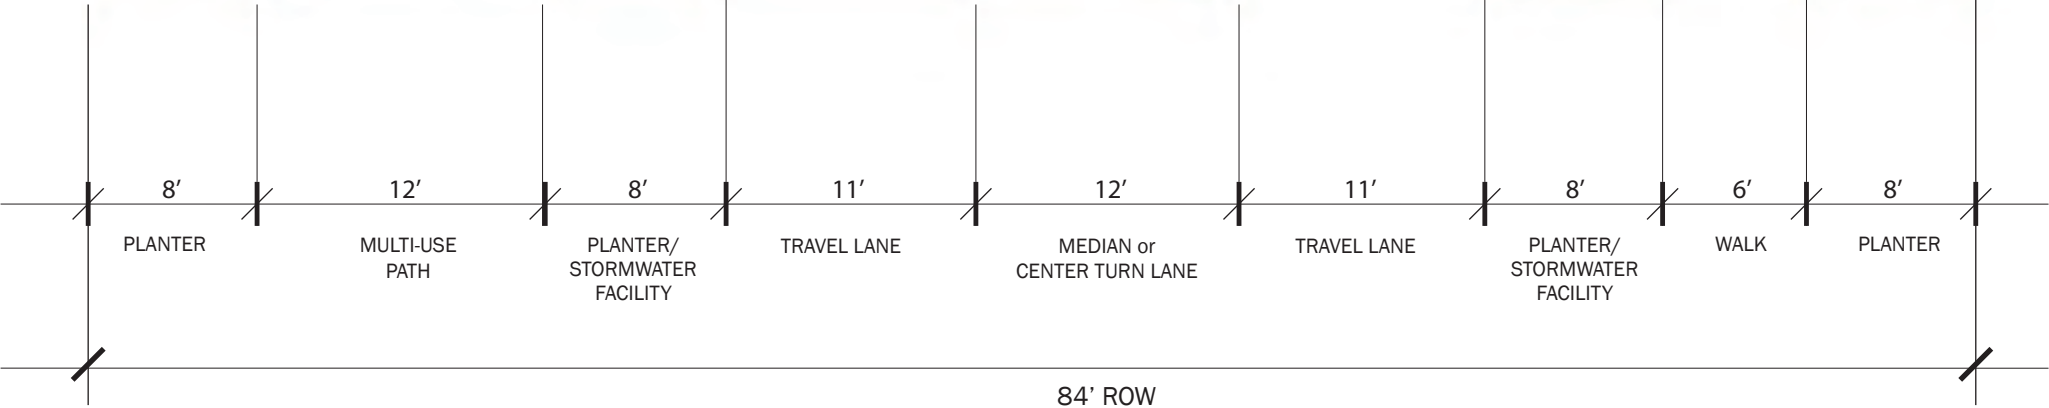 8’ 12’ 8’ 11’ 12’ 11’ 8’ 6’ 8’
PLANTER
MULTI-USE
PATH
PLANTER/
STORMWATER
FACILITY
TRAVEL LANE
MEDIAN or
CENTER TURN LANE
TRAVEL LANE
PLANTER/
STORMWATER
FACILITY
WALK
PLANTER
84’ ROW